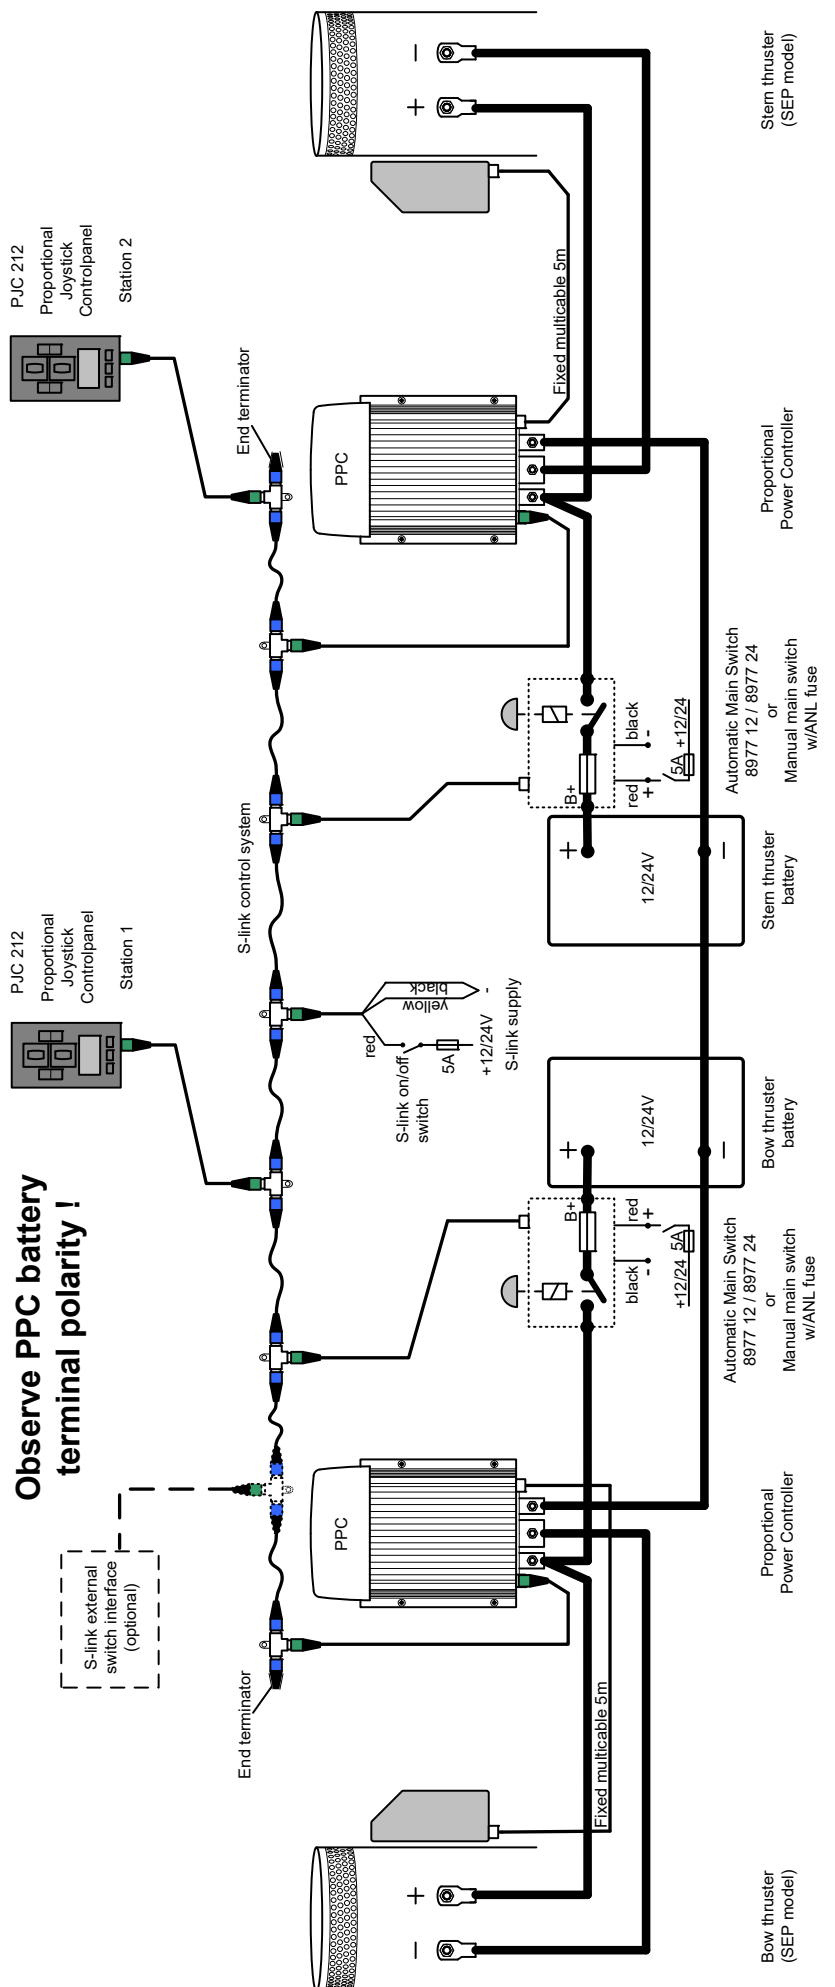 Observe PPC battery
terminal polarity !
PJC 212
Proportional
Joystick
Controlpanel
Station 1
PJC 212
Proportional
Joystick
Controlpanel
Station 2
S-link external
switch interface
(optional)
End terminator
S-link control system
End terminator
PPC
red
yellow
black
-
S-link on/off
switch
5A
+12/24V
S-link supply
PPC
− +
+ −
Fixed multicable 5m
B+
black
-
red
+
5A
+12/24
+
12/24V
−
B+
red
+
black
-
5A
+12/24
+
12/24V
−
Fixed multicable 5m
Bow thruster
(SEP model)
Proportional
Power Controller
Automatic Main Switch
8977 12 / 8977 24
or
Manual main switch
w/ANL fuse
Bow thruster
battery
Stern thruster
battery
Automatic Main Switch
8977 12 / 8977 24
or
Manual main switch
w/ANL fuse
Proportional
Power Controller
Stern thruster
(SEP model)